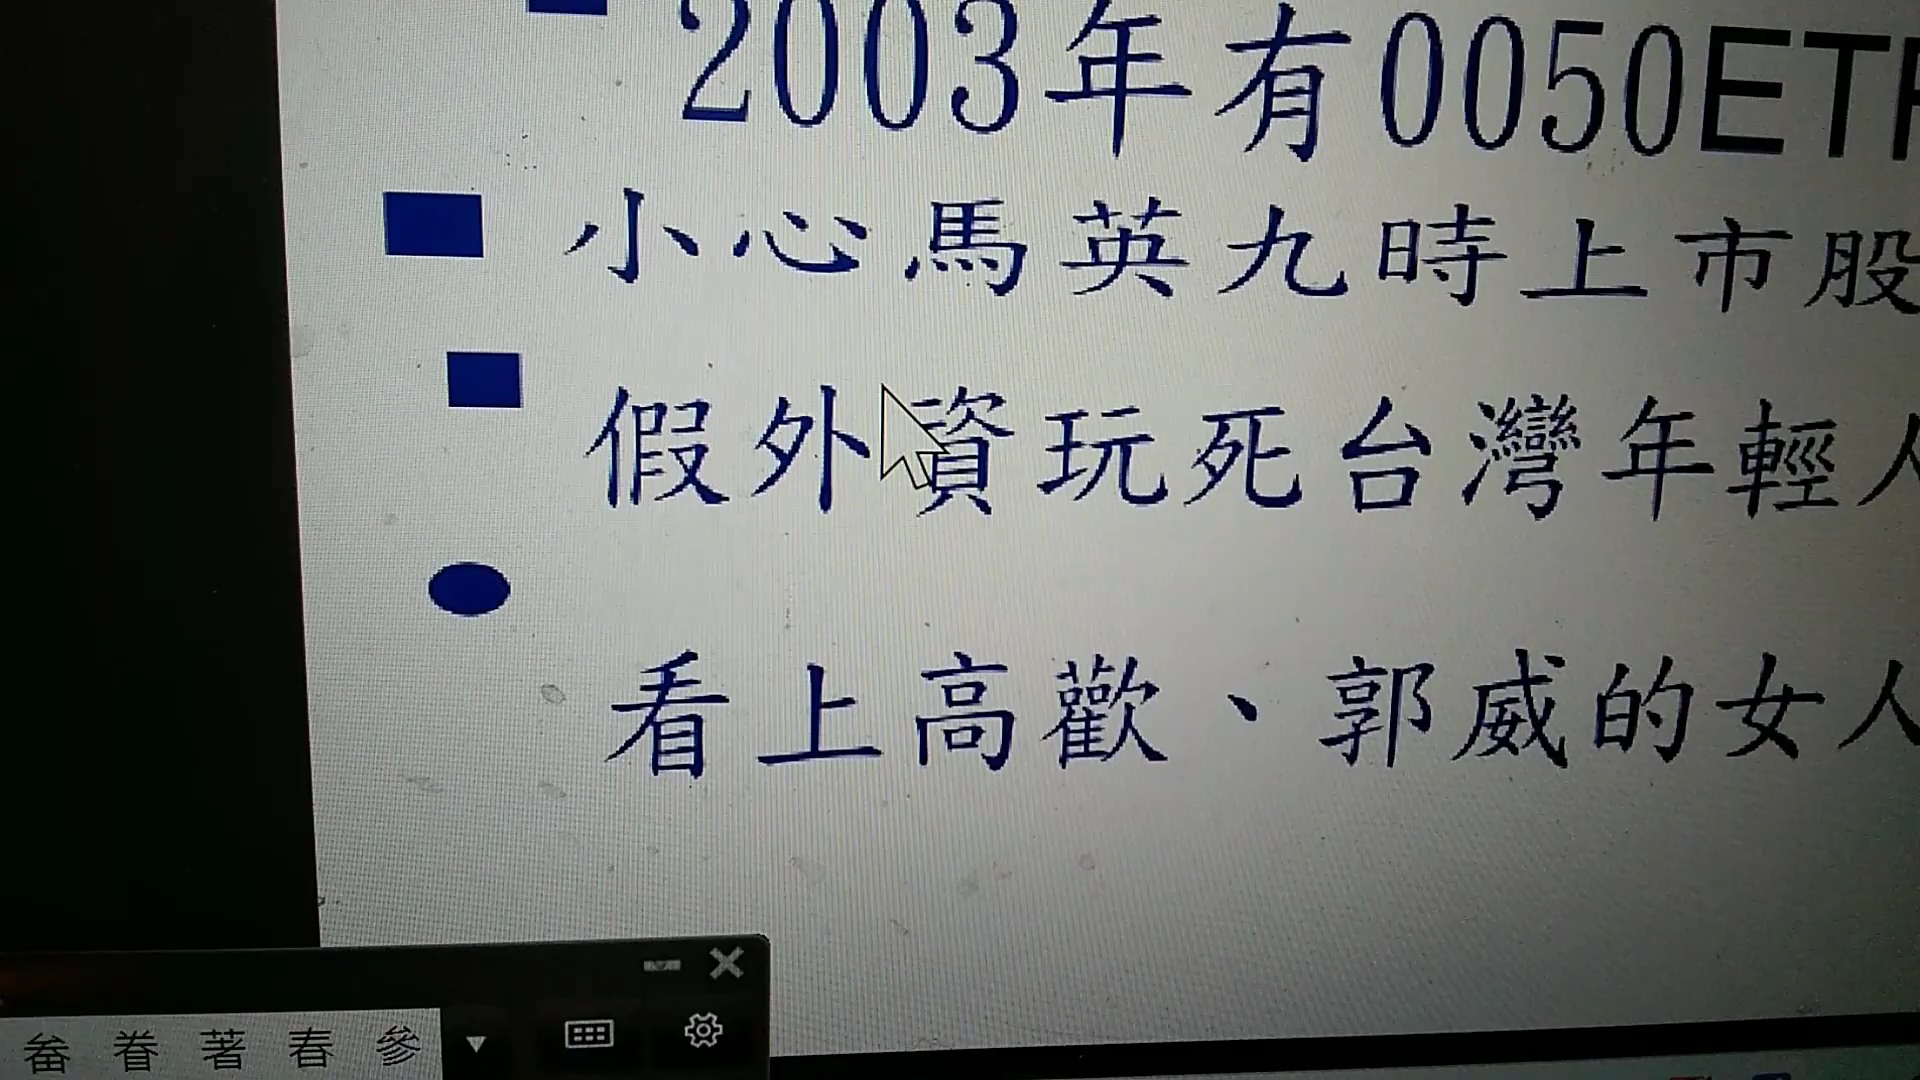 2003年有0050ETF
小心馬英九時上市股
假外資玩死台灣年輕人
看上高歡、郭威的女人
畚 眷 著 春 參